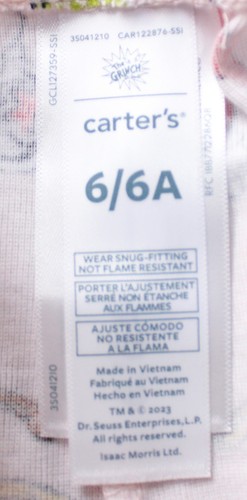 3S041210 CAR122876-SSI
the
GRINCH
carter's®
6/6A
WEAR SNUG-FITTING
NOT FLAME RESISTANT
PORTER L'AJUSTEMENT
SERRÉ NON ÉTANCHE
AUX FLAMMES
AJUSTE CÓMODO
NO RESISTENTE
A LA FLAMA
Made in Vietnam
Fabriqué au Vietnam
Hecho en Vietnam
TM & © 2023
Dr. Seuss Enterprises, L.P.
All rights reserved.
Isaac Morris Ltd.
GCL127359-SSI
3S041210